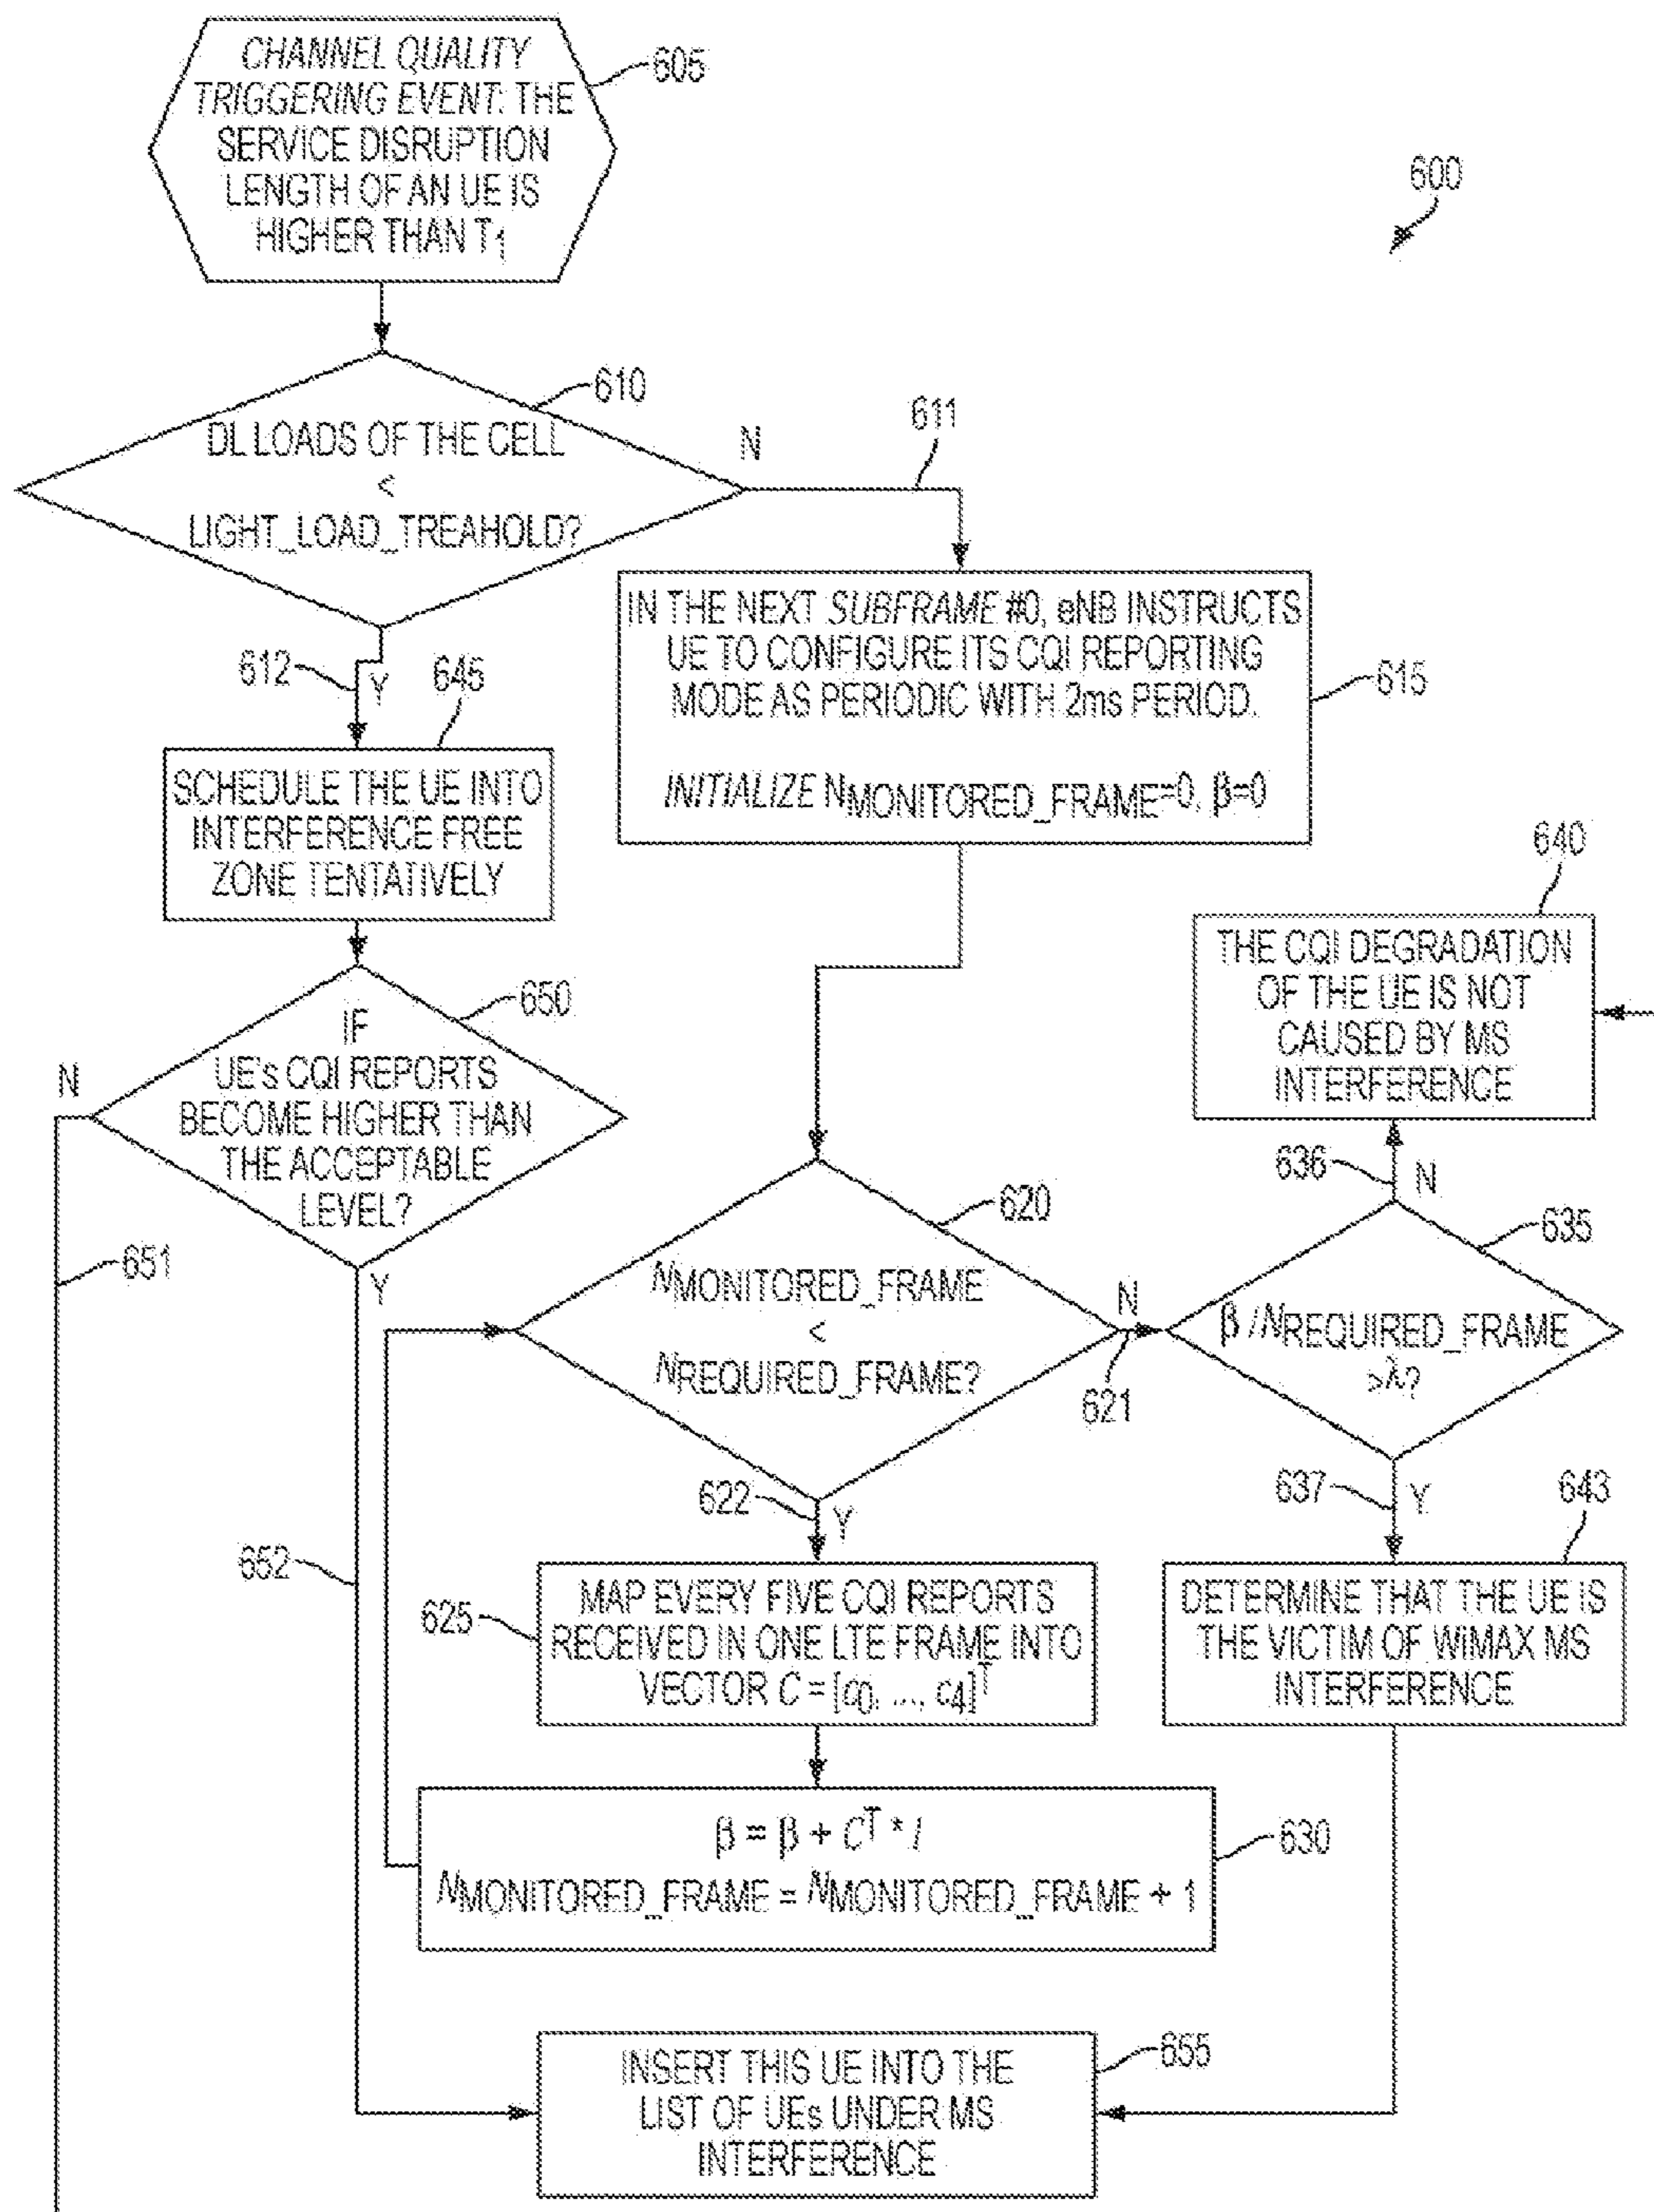 CHANNEL QUALITY
TRIGGERING EVENT: THE
SERVICE DISRUPTION
LENGTH OF AN UE IS
HIGHER THAN T1
605
600
610
DL LOADS OF THE CELL
<
LIGHT_LOAD_TREAHOLD?
N
611
612
Y
645
IN THE NEXT SUBFRAME #0, eNB INSTRUCTS
UE TO CONFIGURE ITS CQI REPORTING
MODE AS PERIODIC WITH 2ms PERIOD.
INITIALIZE NMONITORED_FRAME=0, β=0
615
SCHEDULE THE UE INTO
INTERFERENCE FREE
ZONE TENTATIVELY
640
THE CQI DEGRADATION
OF THE UE IS NOT
CAUSED BY MS
INTERFERENCE
650
IF
UE's CQI REPORTS
BECOME HIGHER THAN
THE ACCEPTABLE
LEVEL?
N
651
Y
652
636
N
620
NMONITORED_FRAME
<
NREQUIRED_FRAME?
N
621
635
β /NREQUIRED_FRAME
>λ?
622
Y
637
Y
643
625
MAP EVERY FIVE CQI REPORTS
RECEIVED IN ONE LTE FRAME INTO
VECTOR C = [c0, ..., c4]T
DETERMINE THAT THE UE IS
THE VICTIM OF WiMAX MS
INTERFERENCE
β = β + CT * I
NMONITORED_FRAME = NMONITORED_FRAME + 1
630
INSERT THIS UE INTO THE
LIST OF UEs UNDER MS
INTERFERENCE
655